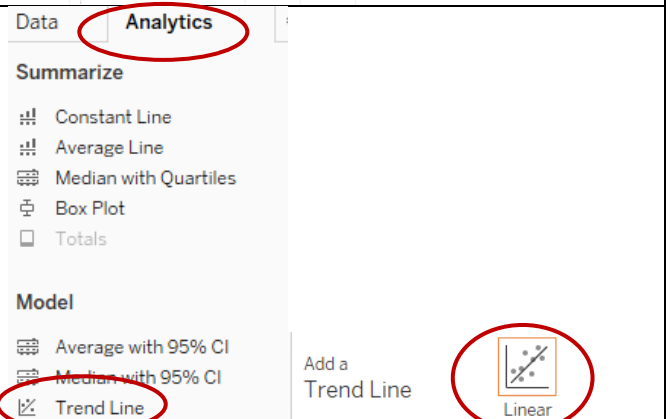 Data Analytics
Summarize
Constant Line
Average Line
Median with Quartiles
Box Plot
Totals
Model
Average with 95% CI
Median with 95% CI
Trend Line
Add a
Trend Line
Linear